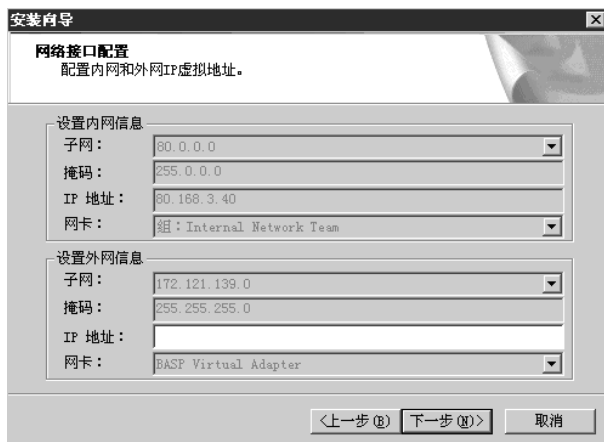 安装向导
网络接口配置
配置内网和外网IP虚拟地址。
设置内网信息
子网： 80.0.0.0
掩码： 255.0.0.0
IP 地址： 80.168.3.40
网卡： 组：Internal Network Team
设置外网信息
子网： 172.121.139.0
掩码： 255.255.255.0
IP 地址：
网卡： BASP Virtual Adapter
<上一步(B) 下一步(N)> 取消